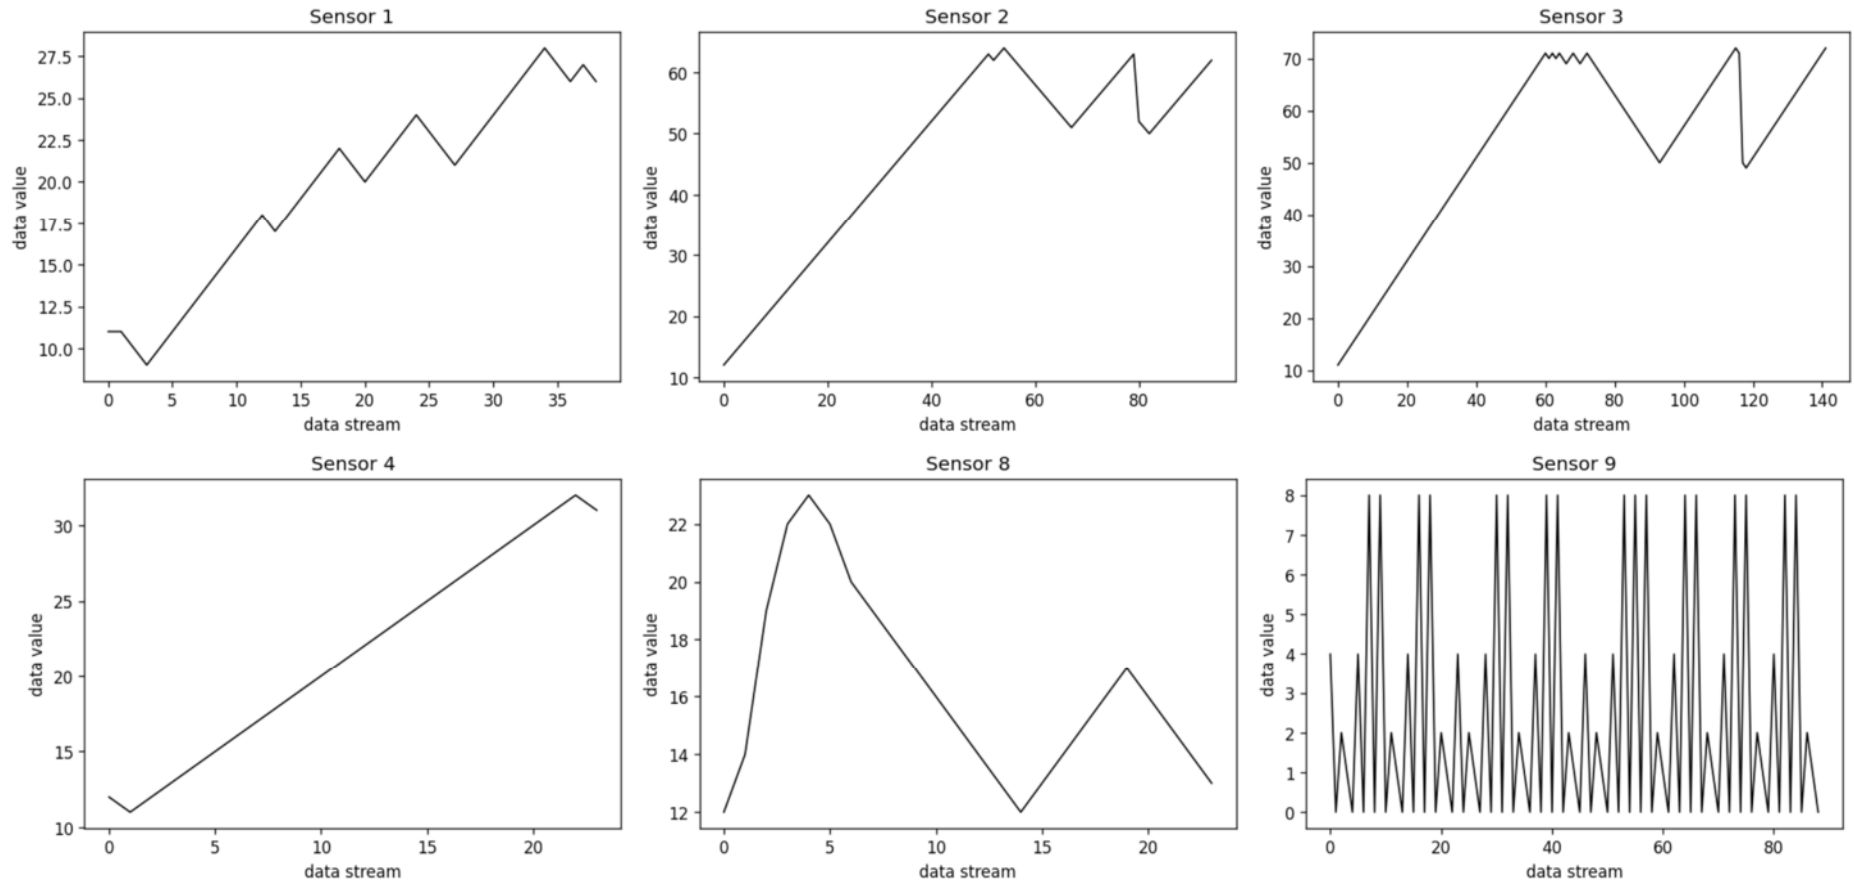 Sensor 1
27.5
25.0
22.5
20.0
17.5
15.0
12.5
10.0
data value
0 5 10 15 20 25 30 35
data stream
Sensor 2
60
50
40
30
20
10
data value
0 20 40 60 80
data stream
Sensor 3
70
60
50
40
30
20
10
data value
0 20 40 60 80 100 120 140
data stream
Sensor 4
30
25
20
15
10
data value
0 5 10 15 20
data stream
Sensor 8
22
20
18
16
14
12
data value
0 5 10 15 20
data stream
Sensor 9
8
7
6
5
4
3
2
1
0
data value
0 20 40 60 80
data stream